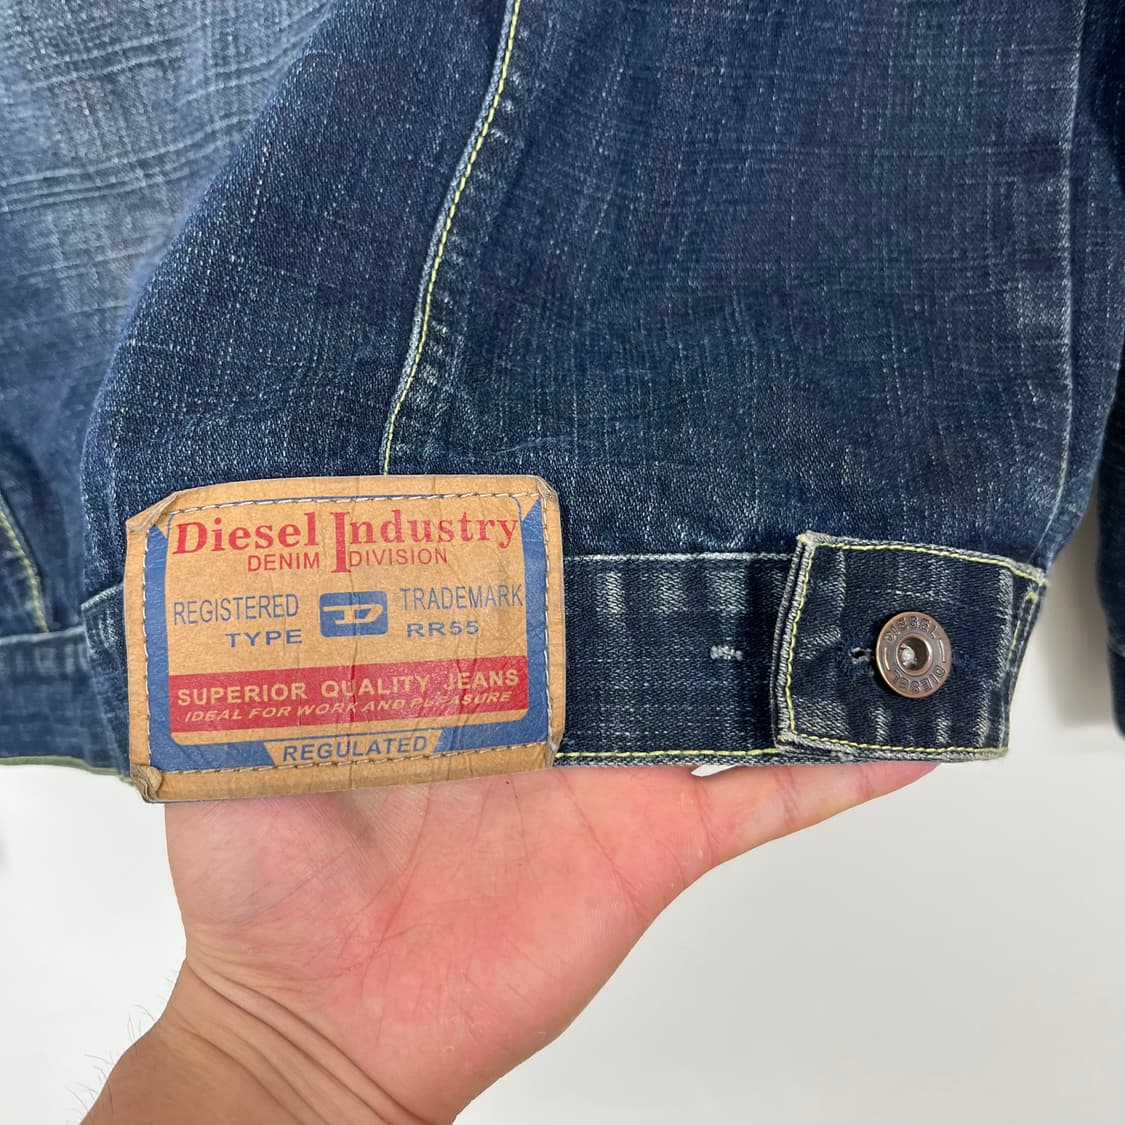 Diesel Industry
DENIM DIVISION
REGISTERED TRADEMARK
TYPE RR55
SUPERIOR QUALITY JEANS
IDEAL FOR WORK AND PLEASURE
REGULATED
DIESEL
DIESEL